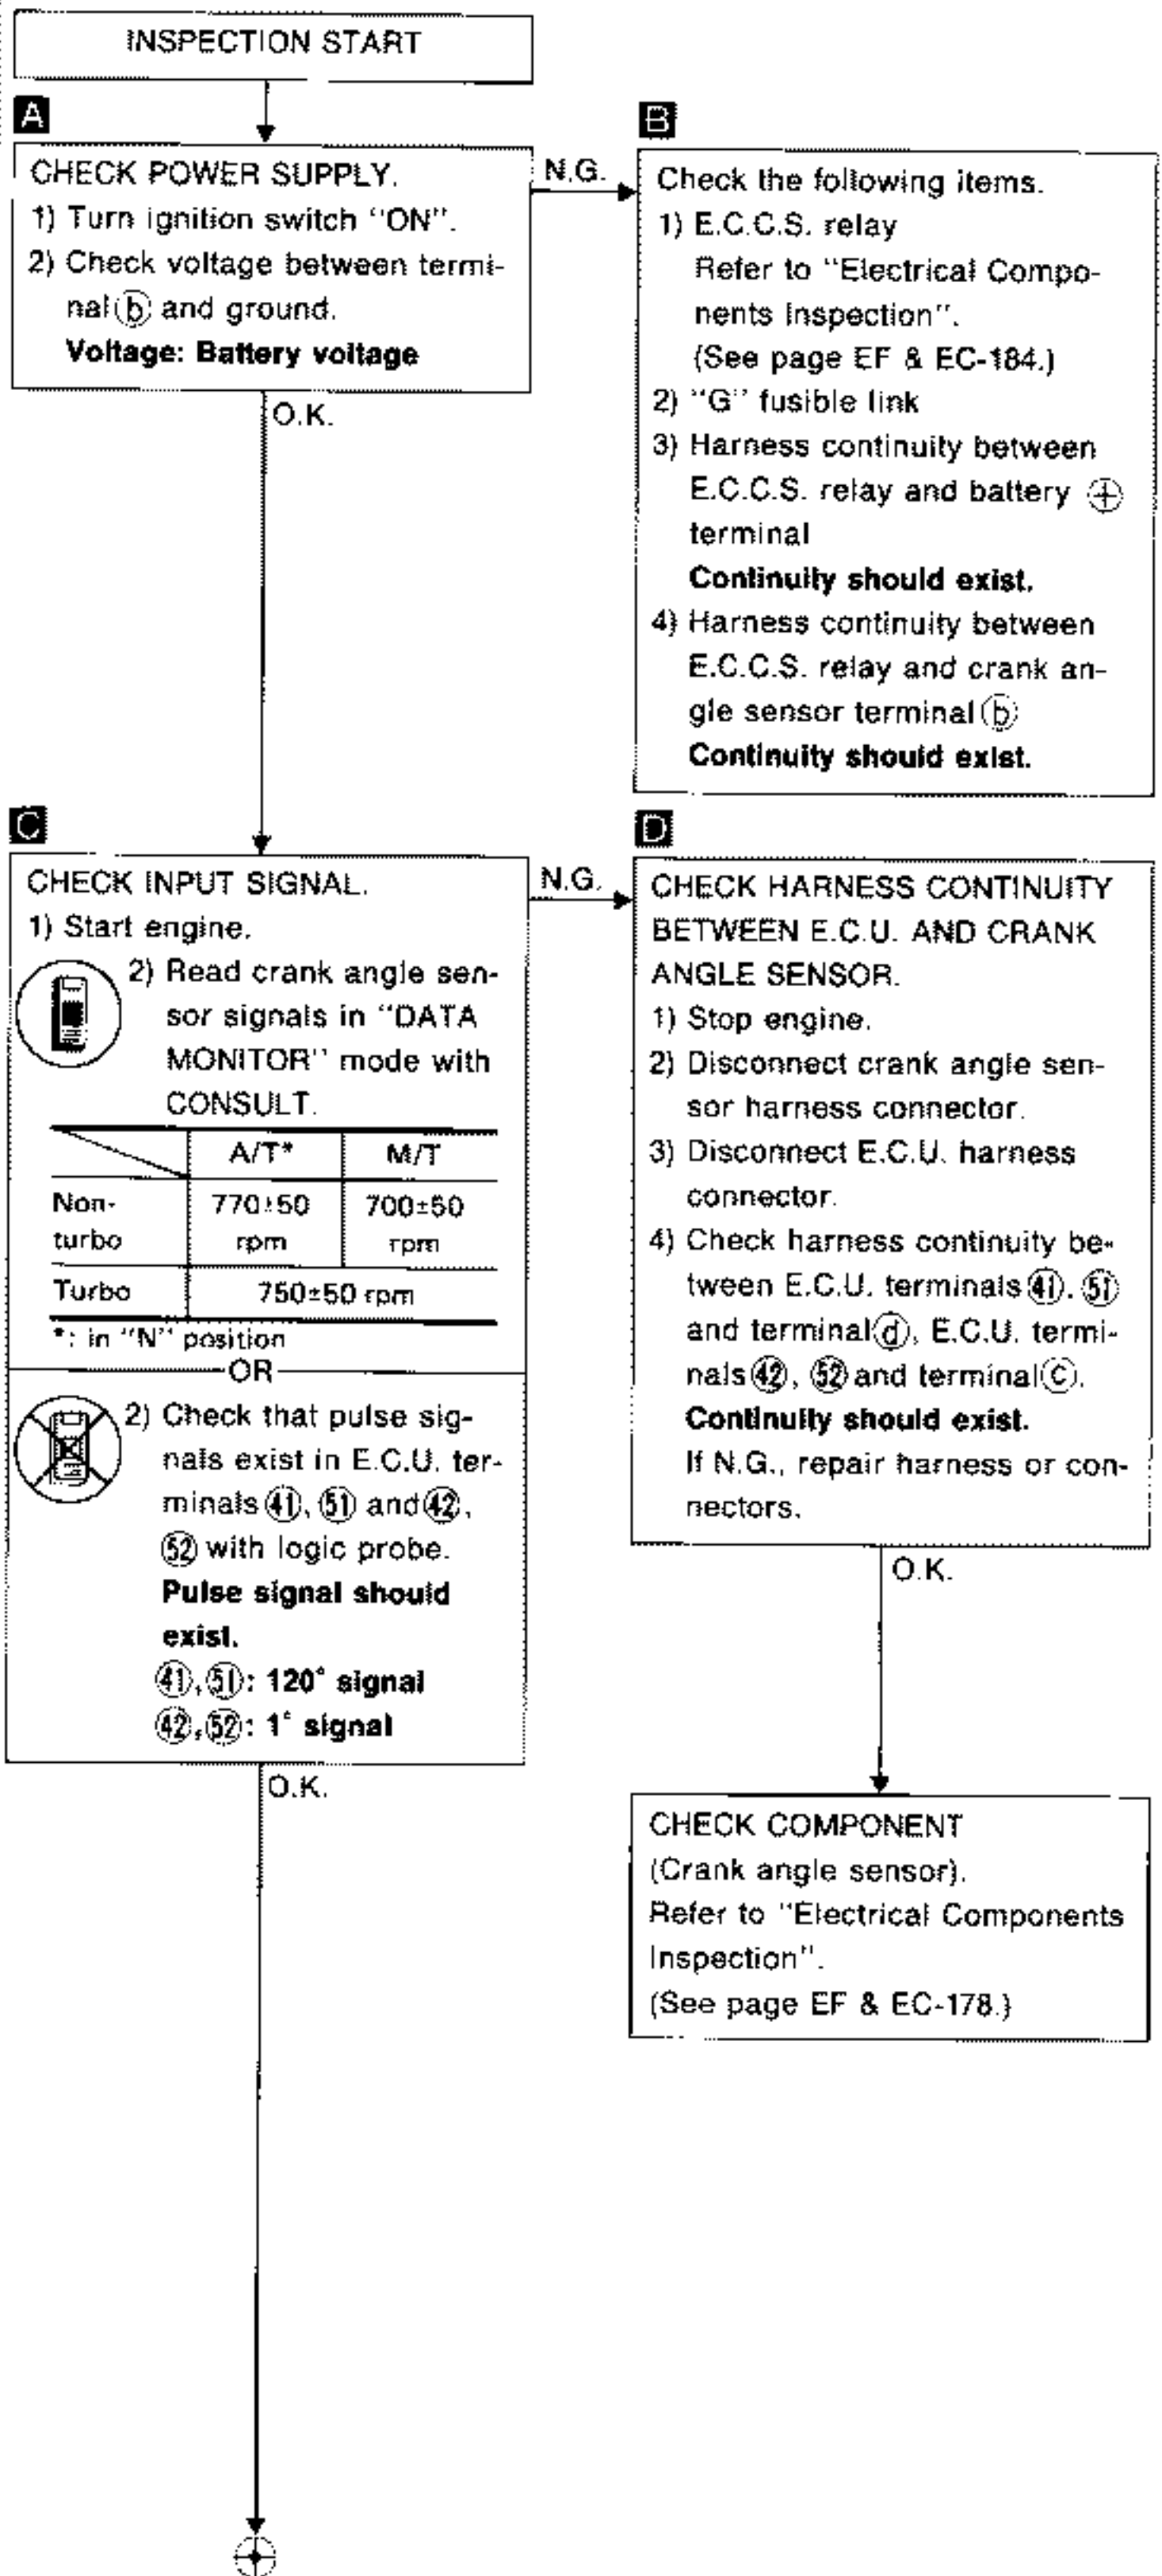 INSPECTION START
A
CHECK POWER SUPPLY.
1) Turn ignition switch "ON".
2) Check voltage between termi-
nal ⓑ and ground.
Voltage: Battery voltage
N.G.
O.K.
B
Check the following items.
1) E.C.C.S. relay
Refer to "Electrical Compo-
nents Inspection".
(See page EF & EC-184.)
2) "G" fusible link
3) Harness continuity between
E.C.C.S. relay and battery ⊕
terminal
Continuity should exist.
4) Harness continuity between
E.C.C.S. relay and crank an-
gle sensor terminal ⓑ
Continuity should exist.
C
CHECK INPUT SIGNAL.
1) Start engine.
2) Read crank angle sen-
sor signals in "DATA
MONITOR" mode with
CONSULT.
A/T* M/T
Non- 770±50 700±50
turbo rpm rpm
Turbo 750±50 rpm
*: in "N" position
OR
2) Check that pulse sig-
nals exist in E.C.U. ter-
minals ㊶, �51 and ㊷,
52 with logic probe.
Pulse signal should
exist.
㊶, 51: 120° signal
㊷, 52: 1° signal
N.G.
O.K.
D
CHECK HARNESS CONTINUITY
BETWEEN E.C.U. AND CRANK
ANGLE SENSOR.
1) Stop engine.
2) Disconnect crank angle sen-
sor harness connector.
3) Disconnect E.C.U. harness
connector.
4) Check harness continuity be-
tween E.C.U. terminals ㊶, 51
and terminal ⓓ, E.C.U. termi-
nals ㊷, 52 and terminal ⓒ.
Continuity should exist.
If N.G., repair harness or con-
nectors.
O.K.
CHECK COMPONENT
(Crank angle sensor).
Refer to "Electrical Components
Inspection".
(See page EF & EC-178.)